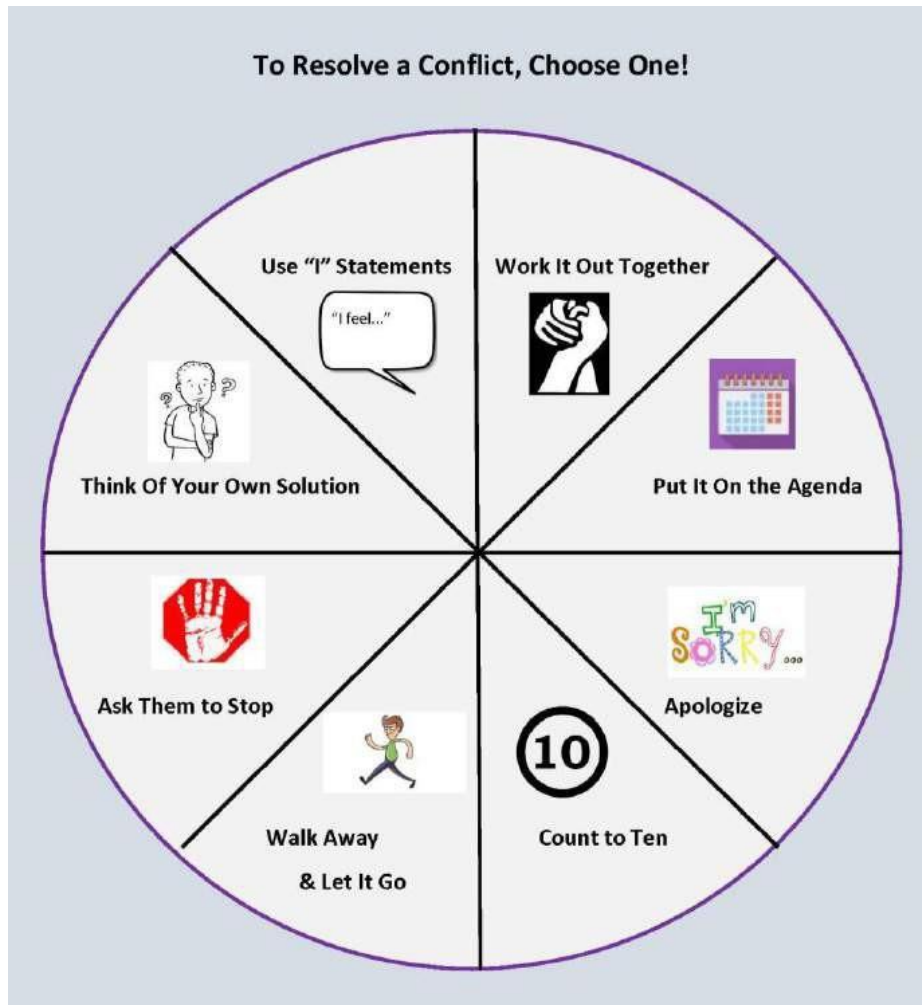 To Resolve a Conflict, Choose One!
Use “I” Statements
"I feel..."
Work It Out Together
Put It On the Agenda
I'm
SORRY...
Apologize
10
Count to Ten
Walk Away
& Let It Go
Ask Them to Stop
? ?
Think Of Your Own Solution